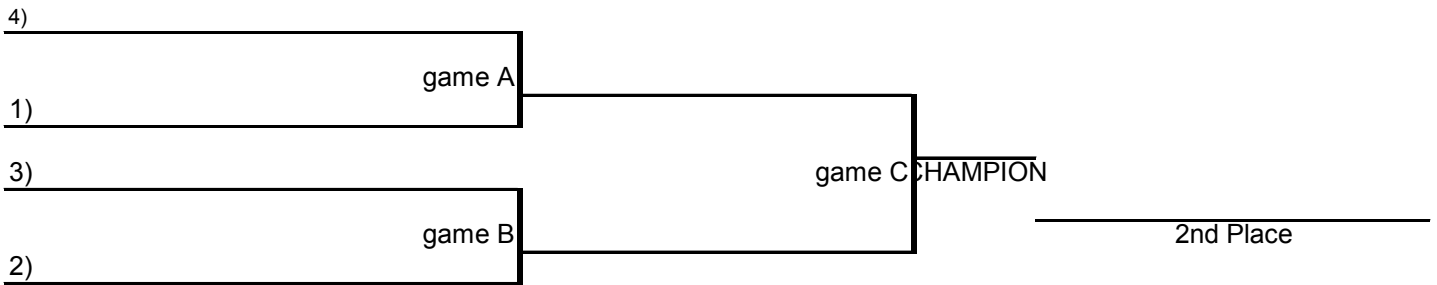 4)
game A
1)
3)
game C
CHAMPION
game B
2nd Place
2)